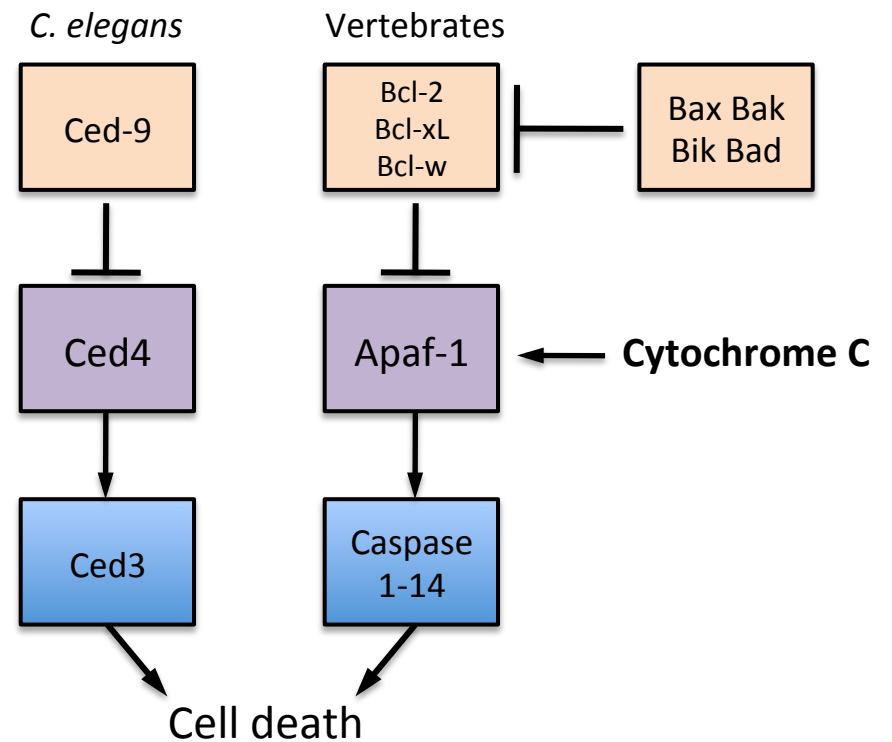 C. elegans
Vertebrates
Ced-9
Bcl-2
Bcl-xL
Bcl-w
Bax Bak
Bik Bad
Ced4
Apaf-1
Cytochrome C
Ced3
Caspase
1-14
Cell death